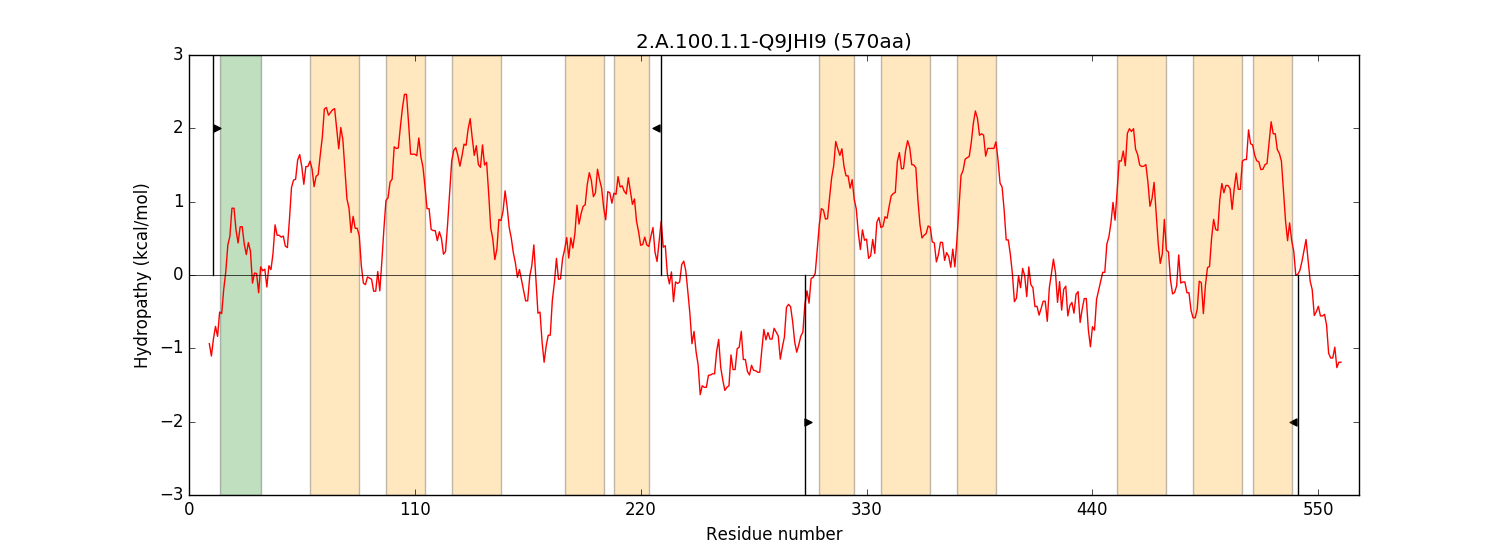 2.A.100.1.1-Q9JHI9 (570aa)
3
2
1
0
−1
−2
−3
Hydropathy (kcal/mol)
0 110 220 330 440 550
Residue number